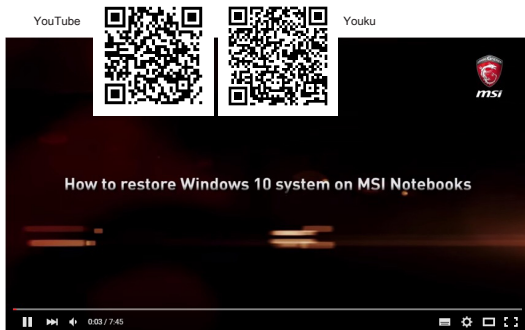 YouTube
Youku
msi
How to restore Windows 10 system on MSI Notebooks
0:03 / 7:45